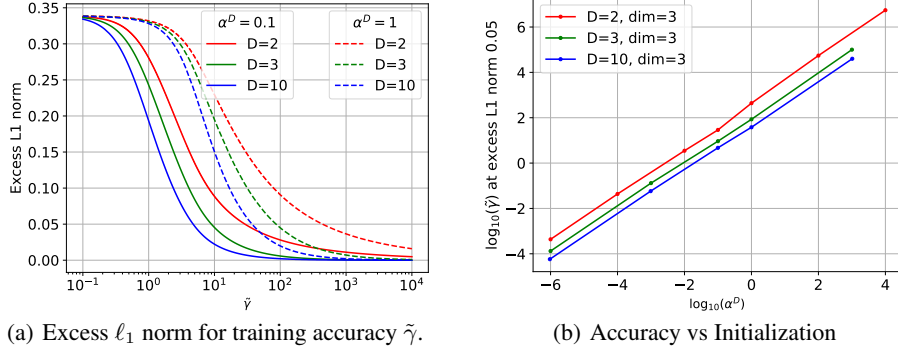 Excess L1 norm
0.35
0.30
0.25
0.20
0.15
0.10
0.05
0.00
α^D = 0.1
D=2
D=3
D=10
α^D = 1
D=2
D=3
D=10
10^-1 10^0 10^1 10^2 10^3 10^4
γ̃
(a) Excess ℓ1 norm for training accuracy γ̃.
log10(γ̃) at excess L1 norm 0.05
6
4
2
0
−2
−4
D=2, dim=3
D=3, dim=3
D=10, dim=3
−6 −4 −2 0 2 4
log10(α^D)
(b) Accuracy vs Initialization